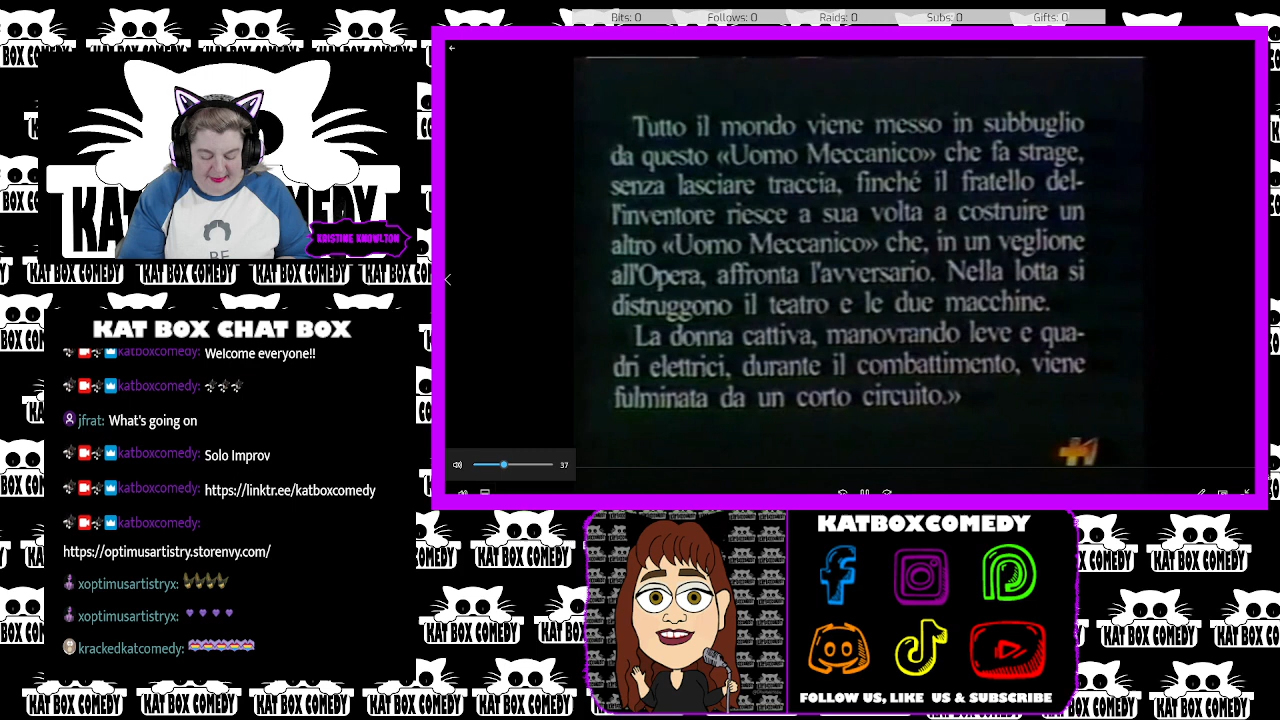 Bits: 0 Follows: 0 Raids: 0 Subs: 0 Gifts: 0
Tutto il mondo viene messo in subbuglio
da questo «Uomo Meccanico» che fa strage,
senza lasciare traccia, finché il fratello del-
l'inventore riesce a sua volta a costruire un
altro «Uomo Meccanico» che, in un veglione
all'Opera, affronta l'avversario. Nella lotta si
distruggono il teatro e le due macchine.
La donna cattiva, manovrando leve e qua-
dri elettrici, durante il combattimento, viene
fulminata da un corto circuito.»
37
KRISTINE KNOWLTON
BE
KAT BOX CHAT BOX
katboxcomedy: Welcome everyone!!
katboxcomedy:
jfrat: What's going on
katboxcomedy: Solo Improv
katboxcomedy: https://linktr.ee/katboxcomedy
katboxcomedy:
https://optimusartistry.storenvy.com/
xoptimusartistryx:
xoptimusartistryx:
crackedkatcomedy:
KATBOXCOMEDY
FOLLOW US, LIKE US & SUBSCRIBE
KAT BOX COMEDY